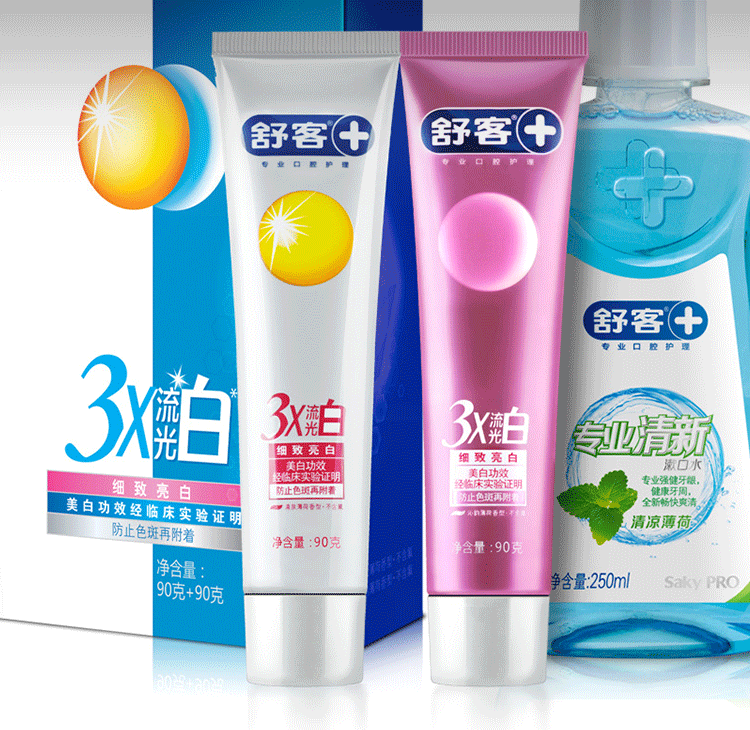 3X流光白*
细致亮白
美白功效经临床实验证明
防止色斑再附着
净含量：
90克+90克
舒客®+
专业口腔护理
3X流光白
细致亮白
美白功效
经临床实验证明
防止色斑再附着
净含量：90克
舒客®+
专业口腔护理
3X流光白
细致亮白
美白功效
经临床实验证明
防止色斑再附着
净含量：90克
舒客®+
专业口腔护理
专业清新
漱口水
专业强健牙眼，
健康牙周，
全新畅快爽清
清凉薄荷
净含量:250ml
Saky PRO